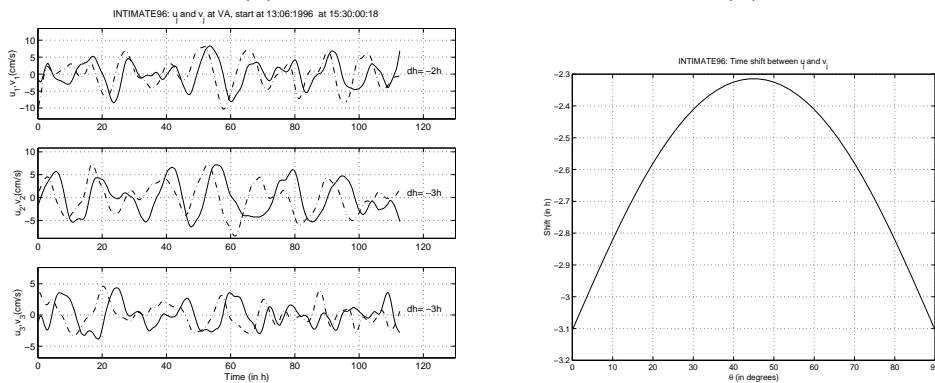 INTIMATE96: u_j and v_j at VA, start at 13:06:1996 at 15:30:00:18
u_1,v_1(cm/s)
10
5
0
−5
−10
dh= −2h
0 20 40 60 80 100 120
u_2,v_2(cm/s)
10
5
0
−5
dh= −3h
0 20 40 60 80 100 120
u_3,v_3(cm/s)
5
0
−5
dh= −3h
0 20 40 60 80 100 120
Time (in h)
INTIMATE96: Time shift between u_j and v_j
Shift (in h)
−2.3
−2.4
−2.5
−2.6
−2.7
−2.8
−2.9
−3
−3.1
−3.2
0 10 20 30 40 50 60 70 80 90
θ (in degrees)